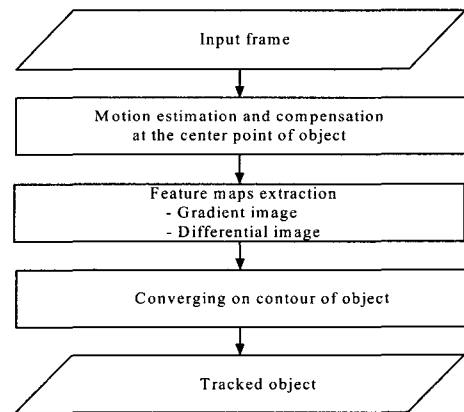 Input frame
Motion estimation and compensation
at the center point of object
Feature maps extraction
- Gradient image
- Differential image
Converging on contour of object
Tracked object